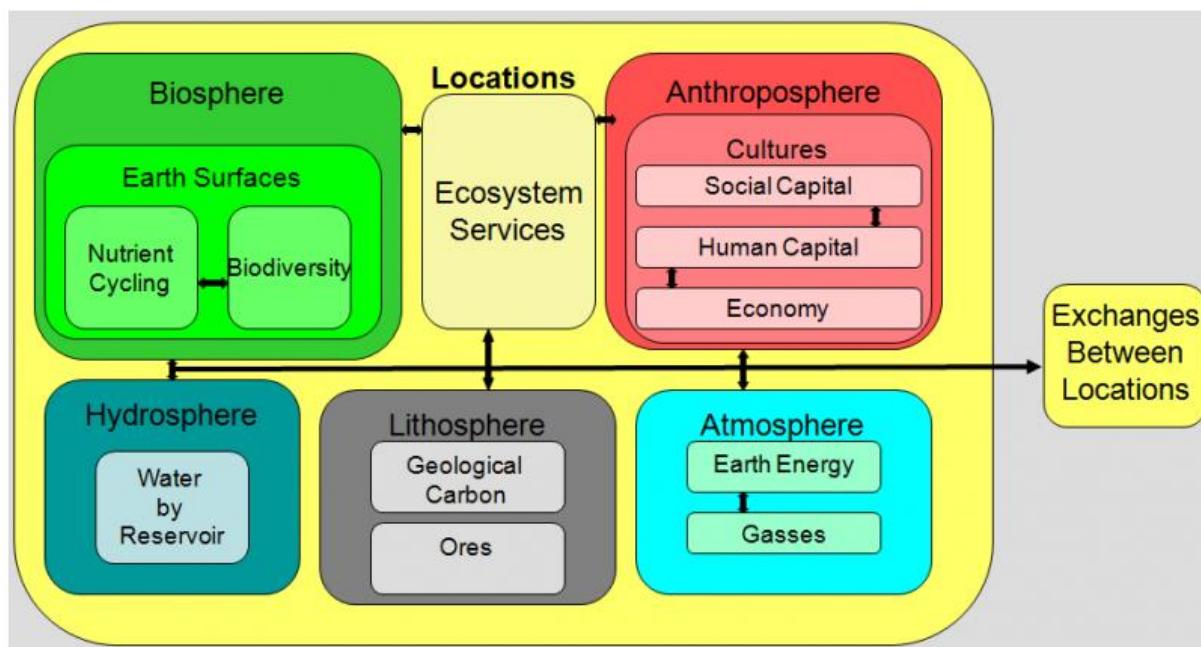 Locations
Biosphere
Earth Surfaces
Nutrient
Cycling
Biodiversity
Ecosystem
Services
Anthroposphere
Cultures
Social Capital
Human Capital
Economy
Exchanges
Between
Locations
Hydrosphere
Water
by
Reservoir
Lithosphere
Geological
Carbon
Ores
Atmosphere
Earth Energy
Gasses